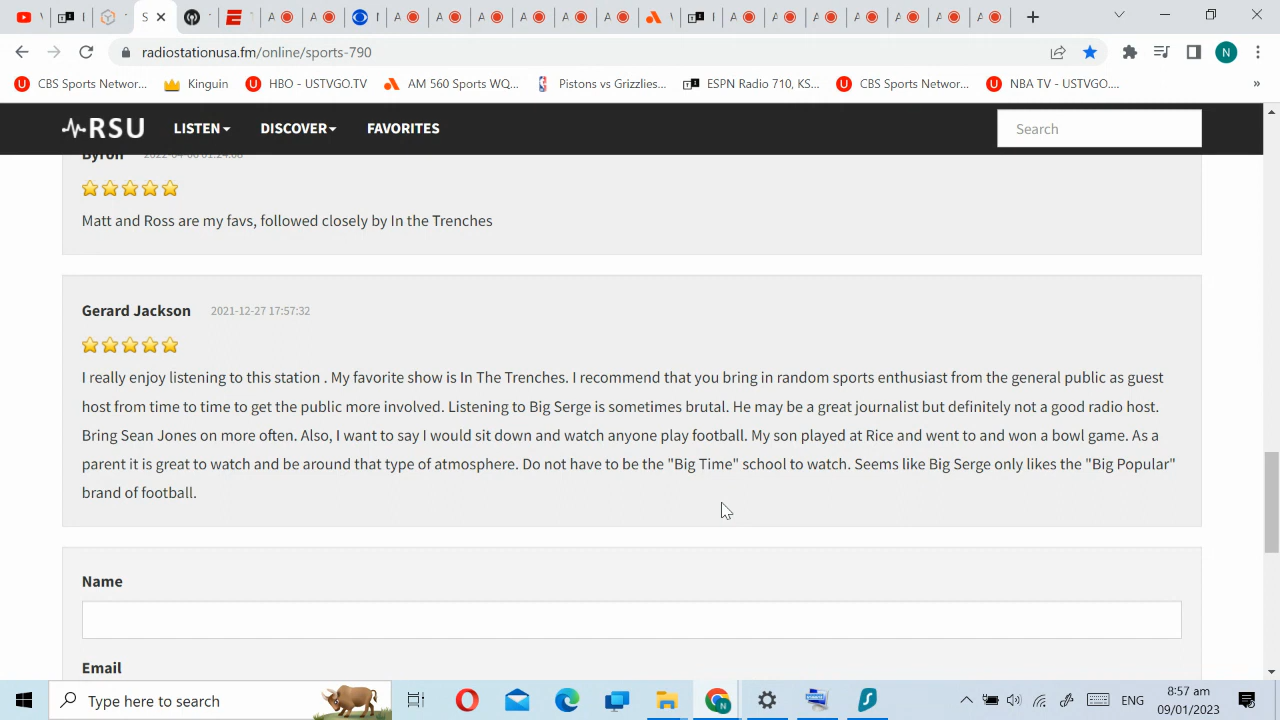 radiostationusa.fm/online/sports-790
N
CBS Sports Networ...
Kinguin
HBO - USTVGO.TV
AM 560 Sports WQ...
Pistons vs Grizzlies...
ESPN Radio 710, KS...
CBS Sports Networ...
NBA TV - USTVGO....
»
RSU
LISTEN
DISCOVER
FAVORITES
Search
Byron 2022-04-06 01:24:08
Matt and Ross are my favs, followed closely by In the Trenches
Gerard Jackson 2021-12-27 17:57:32
I really enjoy listening to this station . My favorite show is In The Trenches. I recommend that you bring in random sports enthusiast from the general public as guest
host from time to time to get the public more involved. Listening to Big Serge is sometimes brutal. He may be a great journalist but definitely not a good radio host.
Bring Sean Jones on more often. Also, I want to say I would sit down and watch anyone play football. My son played at Rice and went to and won a bowl game. As a
parent it is great to watch and be around that type of atmosphere. Do not have to be the "Big Time" school to watch. Seems like Big Serge only likes the "Big Popular"
brand of football.
Name
Email
Type here to search
ENG
8:57 am
09/01/2023